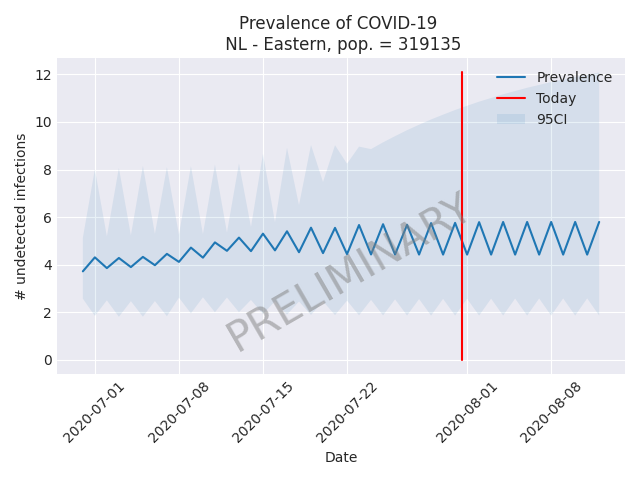 Prevalence of COVID-19
NL - Eastern, pop. = 319135
# undetected infections
12
10
8
6
4
2
0
Prevalence
Today
95CI
PRELIMINARY
2020-07-01
2020-07-08
2020-07-15
2020-07-22
2020-08-01
2020-08-08
Date